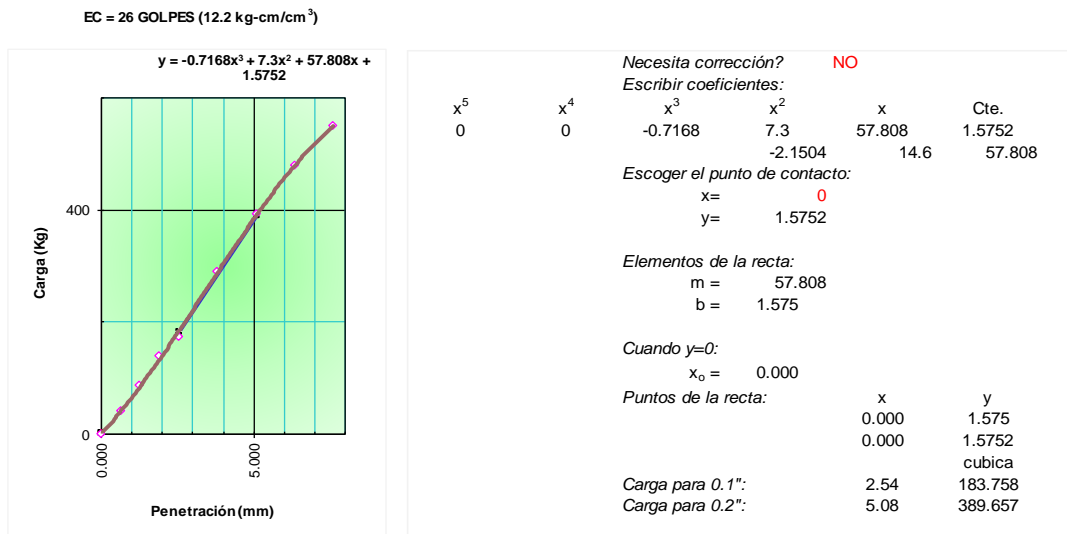 EC = 26 GOLPES (12.2 kg-cm/cm³)
y = -0.7168x³ + 7.3x² + 57.808x +
1.5752
400
0
0.000
5.000
Carga (Kg)
Penetración (mm)
Necesita corrección? NO
Escribir coeficientes:
x⁵ x⁴ x³ x² x Cte.
0 0 -0.7168 7.3 57.808 1.5752
-2.1504 14.6 57.808
Escoger el punto de contacto:
x= 0
y= 1.5752
Elementos de la recta:
m = 57.808
b = 1.575
Cuando y=0:
xₒ = 0.000
Puntos de la recta: x y
0.000 1.575
0.000 1.5752
cubica
Carga para 0.1": 2.54 183.758
Carga para 0.2": 5.08 389.657